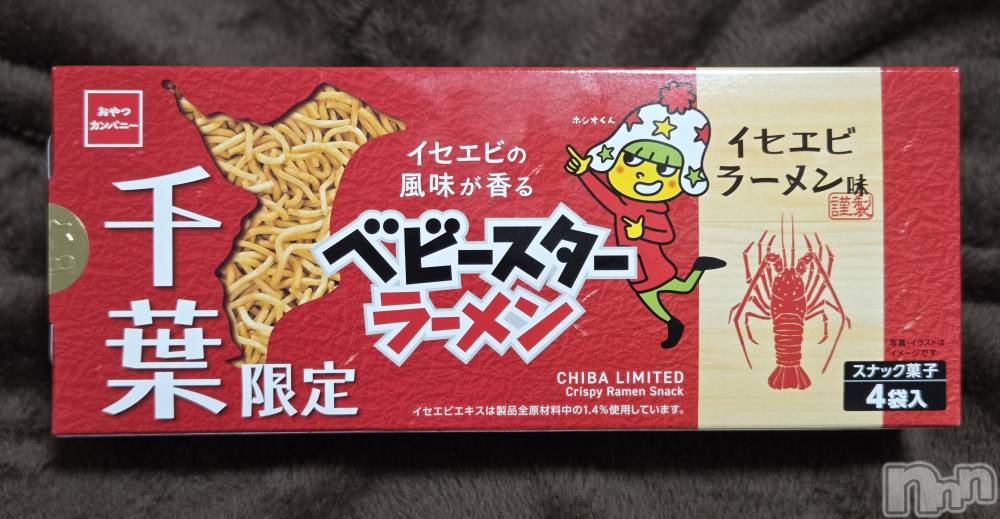 おやつ
カンパニー
千葉限定
イセエビの
風味が香る
ベビースター
ラーメン
ホシオくん
イセエビ
ラーメン味
謹製
CHIBA LIMITED
Crispy Ramen Snack
イセエビエキスは製品全原材料中の1.4%使用しています。
写真・イラストは
イメージです
スナック菓子
4袋入
nnn